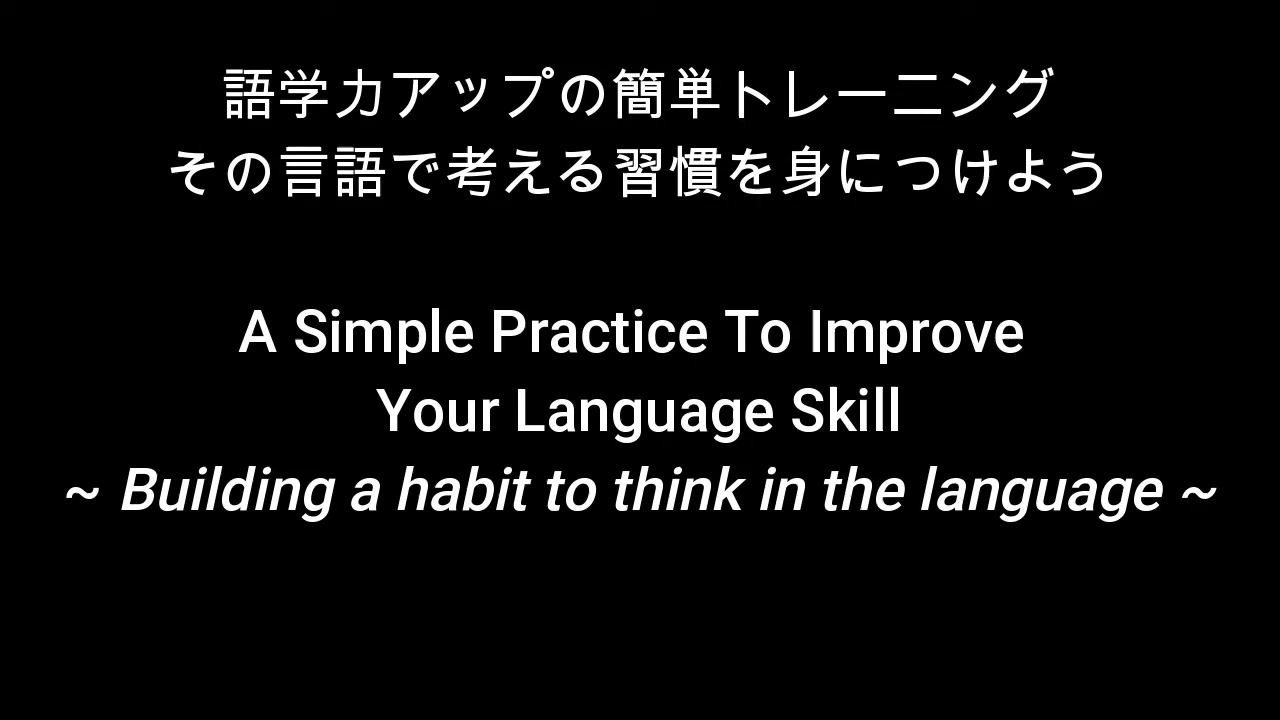 語学力アップの簡単トレーニング
その言語で考える習慣を身につけよう
A Simple Practice To Improve
Your Language Skill
~ Building a habit to think in the language ~